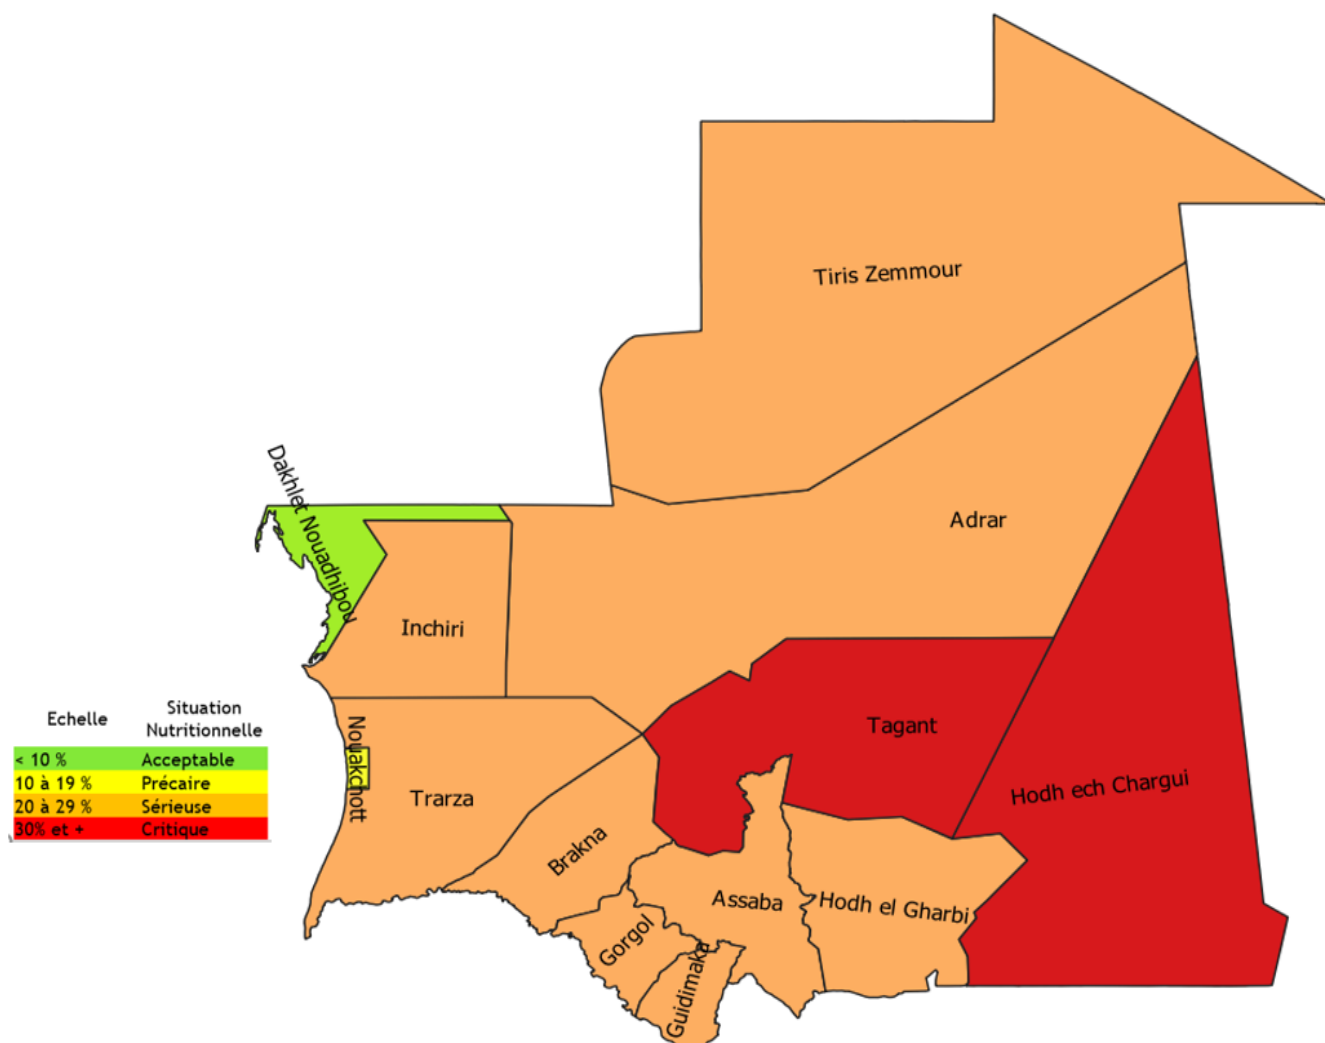 Tiris Zemmour
Dakhlet Nouadhibou
Adrar
Inchiri
Echelle
Situation
Nutritionnelle
< 10 %
Acceptable
10 à 19 %
Précaire
20 à 29 %
Sérieuse
30% et +
Critique
Nouakchott
Trarza
Tagant
Hodh ech Chargui
Brakna
Assaba
Hodh el Gharbi
Gorgol
Guidimaka